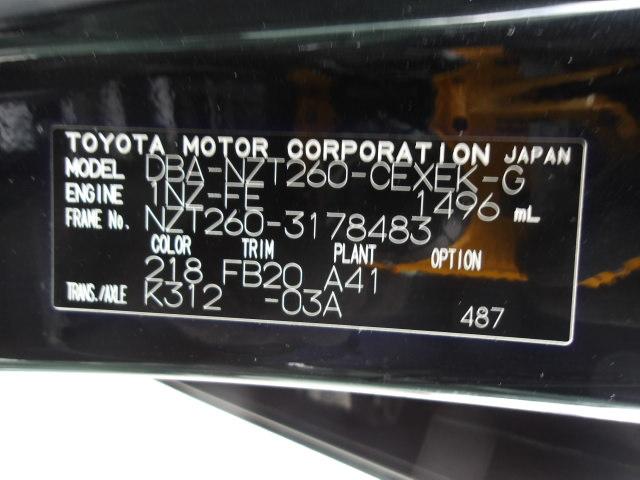 TOYOTA MOTOR CORPORATION JAPAN
MODEL DBA-NZT260-CEXEK-G
ENGINE 1NZ-FE 1496 mL
FRAME No. NZT260-3178483
COLOR TRIM PLANT OPTION
218 FB20 A41
TRANS./AXLE K312 -03A
487